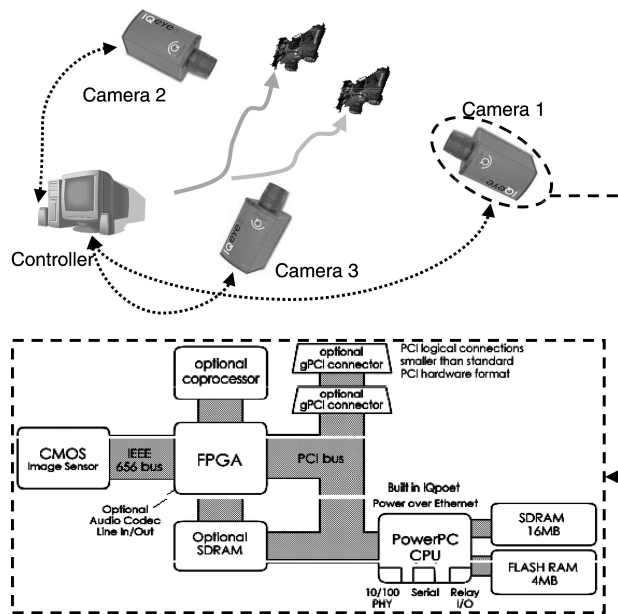 IQeye
Camera 2
Camera 1
IQeye
IQeye
Controller
Camera 3
optional
coprocessor
optional
gPCI connector
PCI logical connections
smaller than standard
PCI hardware format
optional
gPCI connector
CMOS
Image Sensor
IEEE
656 bus
FPGA
PCI bus
Optional
Audio Codec
Line In/Out
Built in IQpoet
Power over Ethernet
Optional
SDRAM
PowerPC
CPU
SDRAM
16MB
FLASH RAM
4MB
10/100
PHY
Serial
Relay
I/O